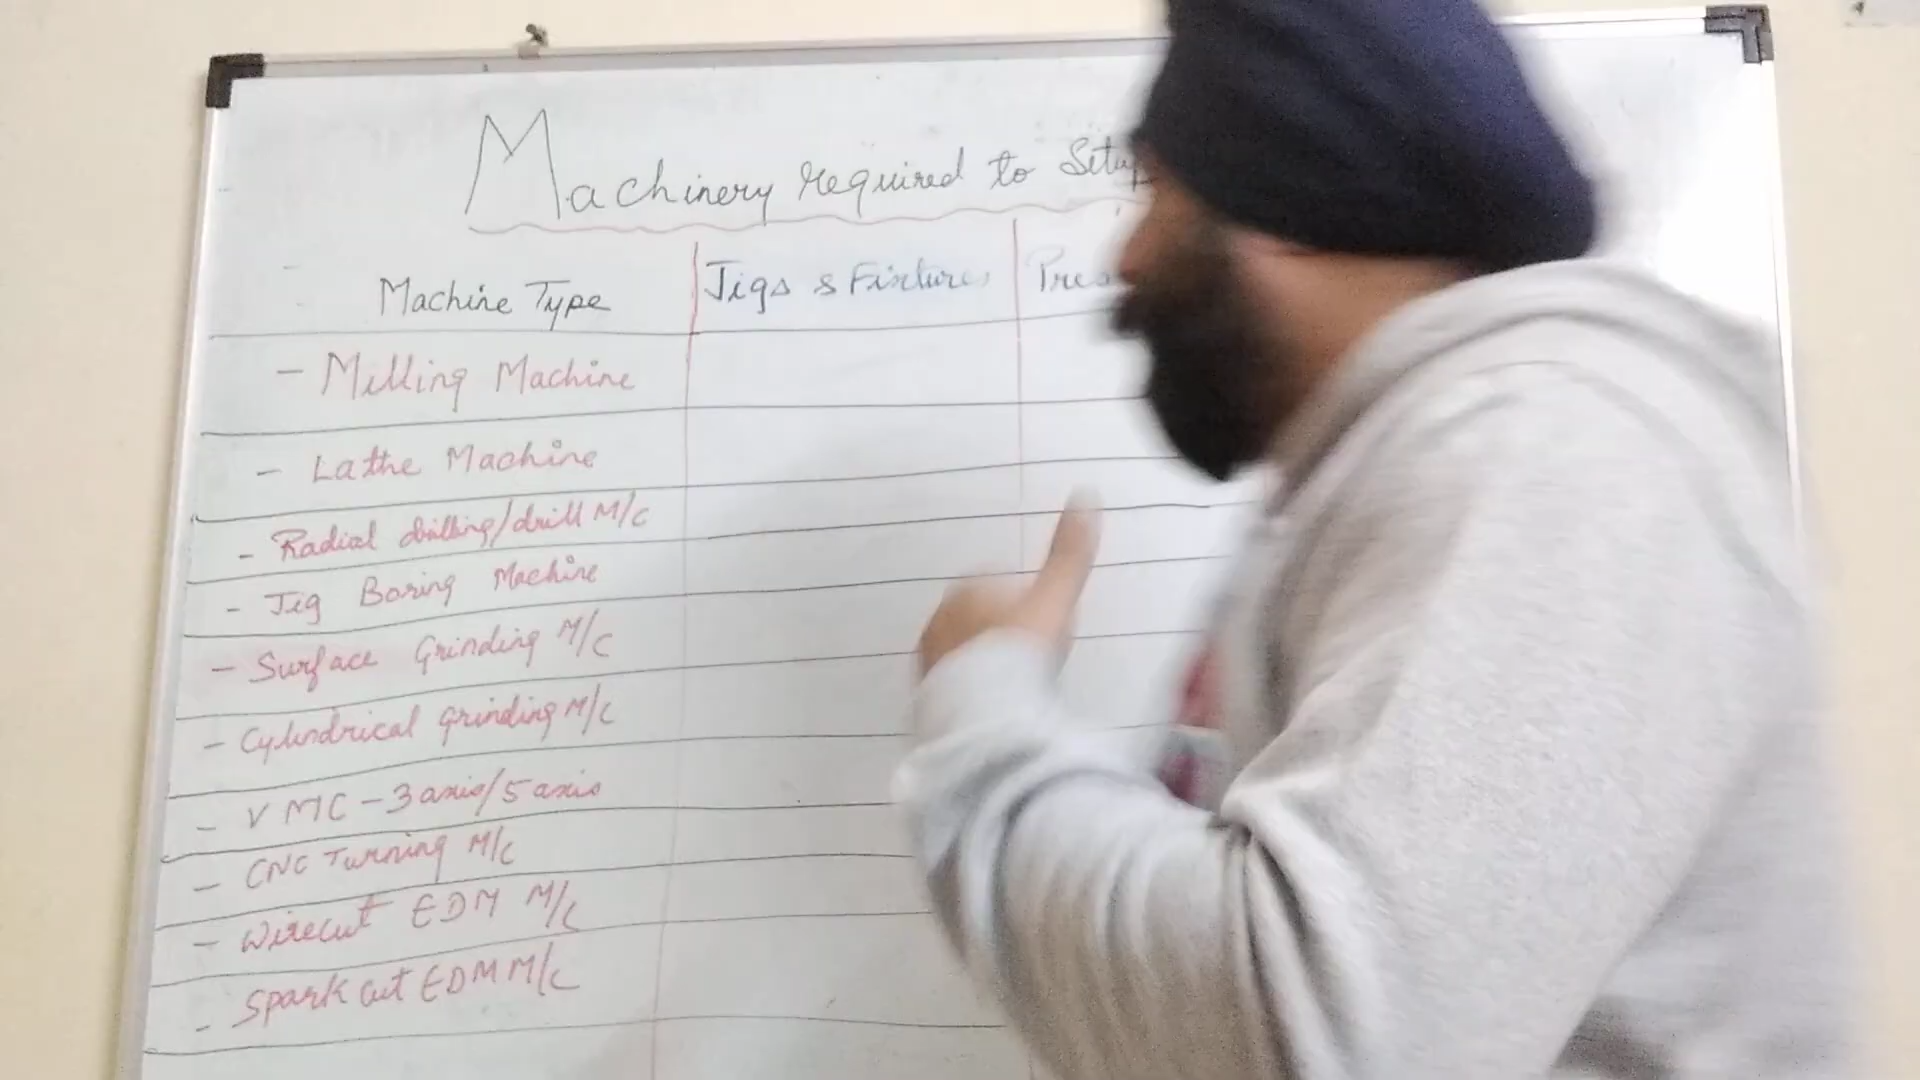 Machinery required to Setup
Machine Type Jigs & Fixtures
- Milling Machine
- Lathe Machine
- Radial drilling/drill M/C
- Jig Boring Machine
- Surface Grinding M/C
- Cylindrical grinding M/C
- VMC - 3 axis/5 axis
- CNC Turning M/C
- Wirecut EDM M/C
- Spark cut EDM M/C